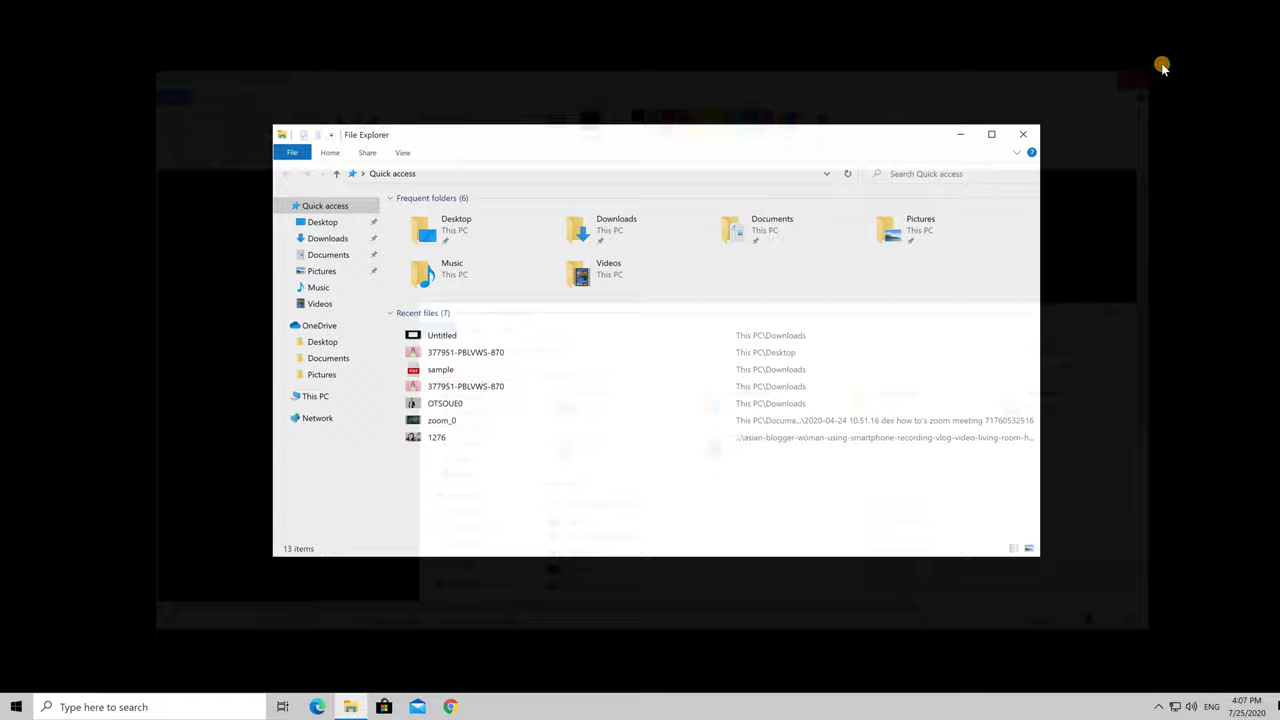 File Explorer
File Home Share View
Quick access
Search Quick access
Quick access
Desktop
Downloads
Documents
Pictures
Music
Videos
OneDrive
Desktop
Documents
Pictures
This PC
Network
Frequent folders (6)
Desktop
This PC
Downloads
This PC
Documents
This PC
Pictures
This PC
Music
This PC
Videos
This PC
Recent files (7)
Untitled This PC\Downloads
377951-PBLVWS-870 This PC\Desktop
sample This PC\Downloads
377951-PBLVWS-870 This PC\Downloads
OTSOUE0 This PC\Downloads
zoom_0 This PC\Docume...\2020-04-24 10.51.16 dex how to's zoom meeting 71760532516
1276 ...\asian-blogger-woman-using-smartphone-recording-vlog-video-living-room-h...
13 items
Type here to search
ENG
4:07 PM
7/25/2020